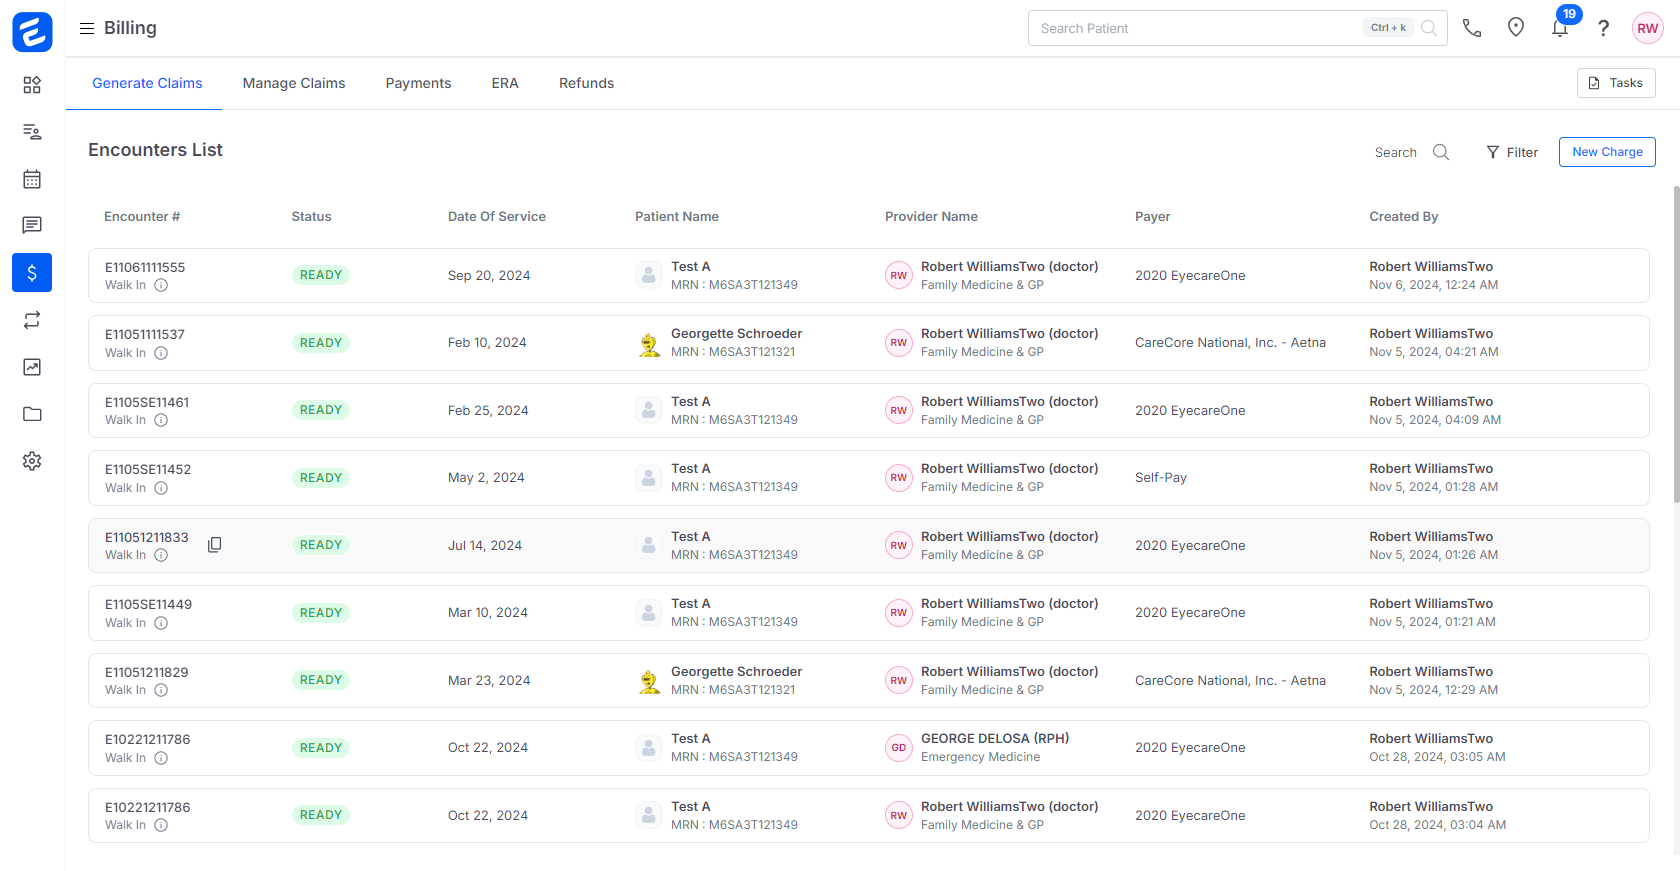 Billing
Search Patient
Ctrl + k
19
RW
Generate Claims
Manage Claims
Payments
ERA
Refunds
Tasks
Encounters List
Search
Filter
New Charge
Encounter # Status Date Of Service Patient Name Provider Name Payer Created By
E11061111555 READY Sep 20, 2024 Test A RW Robert WilliamsTwo (doctor) 2020 EyecareOne Robert WilliamsTwo
Walk In MRN : M6SA3T121349 Family Medicine & GP Nov 6, 2024, 12:24 AM
E11051111537 READY Feb 10, 2024 Georgette Schroeder RW Robert WilliamsTwo (doctor) CareCore National, Inc. - Aetna Robert WilliamsTwo
Walk In MRN : M6SA3T121321 Family Medicine & GP Nov 5, 2024, 04:21 AM
E1105SE11461 READY Feb 25, 2024 Test A RW Robert WilliamsTwo (doctor) 2020 EyecareOne Robert WilliamsTwo
Walk In MRN : M6SA3T121349 Family Medicine & GP Nov 5, 2024, 04:09 AM
E1105SE11452 READY May 2, 2024 Test A RW Robert WilliamsTwo (doctor) Self-Pay Robert WilliamsTwo
Walk In MRN : M6SA3T121349 Family Medicine & GP Nov 5, 2024, 01:28 AM
E11051211833 READY Jul 14, 2024 Test A RW Robert WilliamsTwo (doctor) 2020 EyecareOne Robert WilliamsTwo
Walk In MRN : M6SA3T121349 Family Medicine & GP Nov 5, 2024, 01:26 AM
E1105SE11449 READY Mar 10, 2024 Test A RW Robert WilliamsTwo (doctor) 2020 EyecareOne Robert WilliamsTwo
Walk In MRN : M6SA3T121349 Family Medicine & GP Nov 5, 2024, 01:21 AM
E11051211829 READY Mar 23, 2024 Georgette Schroeder RW Robert WilliamsTwo (doctor) CareCore National, Inc. - Aetna Robert WilliamsTwo
Walk In MRN : M6SA3T121321 Family Medicine & GP Nov 5, 2024, 12:29 AM
E10221211786 READY Oct 22, 2024 Test A GD GEORGE DELOSA (RPH) 2020 EyecareOne Robert WilliamsTwo
Walk In MRN : M6SA3T121349 Emergency Medicine Oct 28, 2024, 03:05 AM
E10221211786 READY Oct 22, 2024 Test A RW Robert WilliamsTwo (doctor) 2020 EyecareOne Robert WilliamsTwo
Walk In MRN : M6SA3T121349 Family Medicine & GP Oct 28, 2024, 03:04 AM